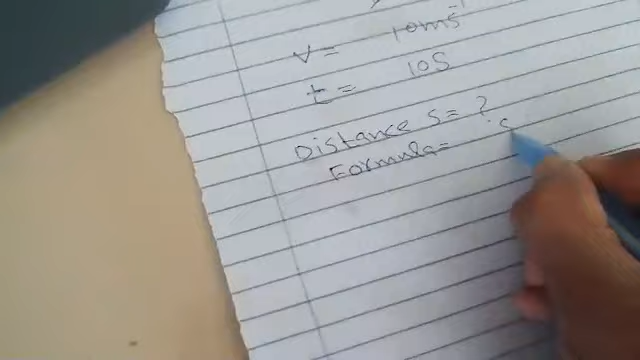 v = 10ms⁻¹
t = 10S
Distance S = ?
Formula = S